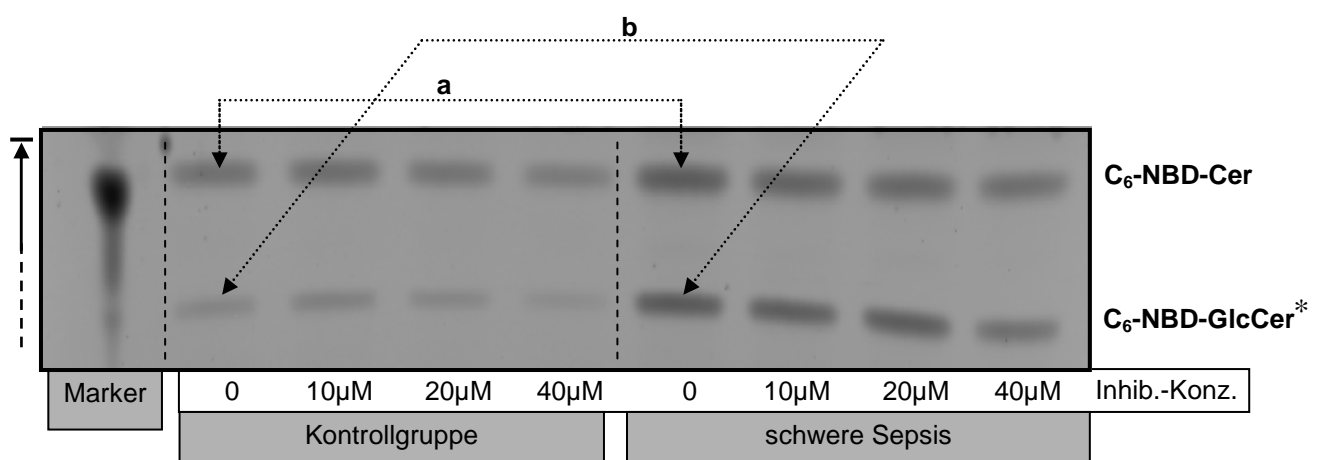 b
a
C₆-NBD-Cer
C₆-NBD-GlcCer*
Marker 0 10µM 20µM 40µM 0 10µM 20µM 40µM Inhib.-Konz.
Kontrollgruppe schwere Sepsis